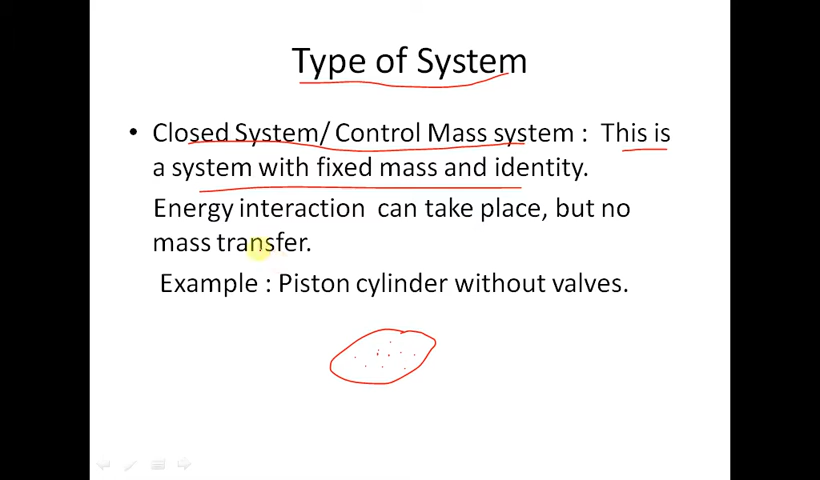 Type of System
• Closed System/ Control Mass system : This is
a system with fixed mass and identity.
Energy interaction can take place, but no
mass transfer.
Example : Piston cylinder without valves.